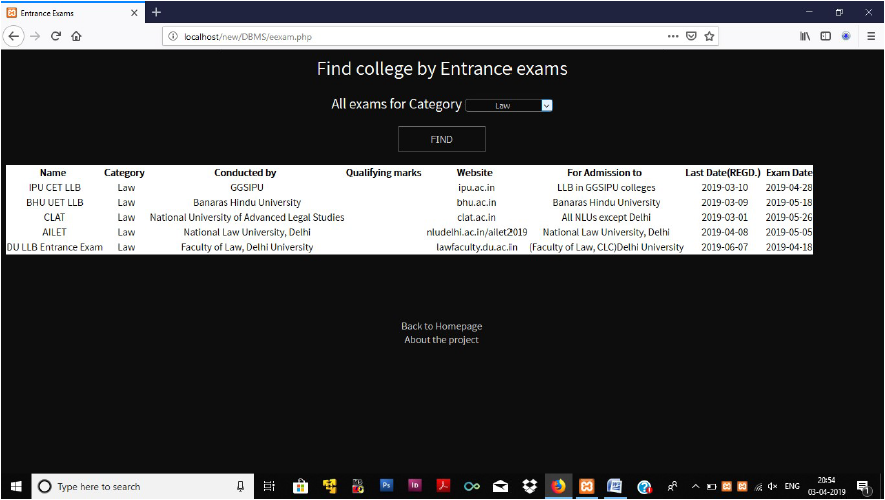 Entrance Exams
localhost/new/DBMS/eexam.php
Find college by Entrance exams
All exams for Category Law
FIND
Name Category Conducted by Qualifying marks Website For Admission to Last Date(REGD.) Exam Date
IPU CET LLB Law GGSIPU ipu.ac.in LLB in GGSIPU colleges 2019-03-10 2019-04-28
BHU UET LLB Law Banaras Hindu University bhu.ac.in Banaras Hindu University 2019-03-09 2019-05-18
CLAT Law National University of Advanced Legal Studies clat.ac.in All NLUs except Delhi 2019-03-01 2019-05-26
AILET Law National Law University, Delhi nludelhi.ac.in/ailet2019 National Law University, Delhi 2019-04-08 2019-05-05
DU LLB Entrance Exam Law Faculty of Law, Delhi University lawfaculty.du.ac.in (Faculty of Law, CLC)Delhi University 2019-06-07 2019-04-18
Back to Homepage
About the project
Type here to search
Ps Id ENG 20:54
03-04-2019